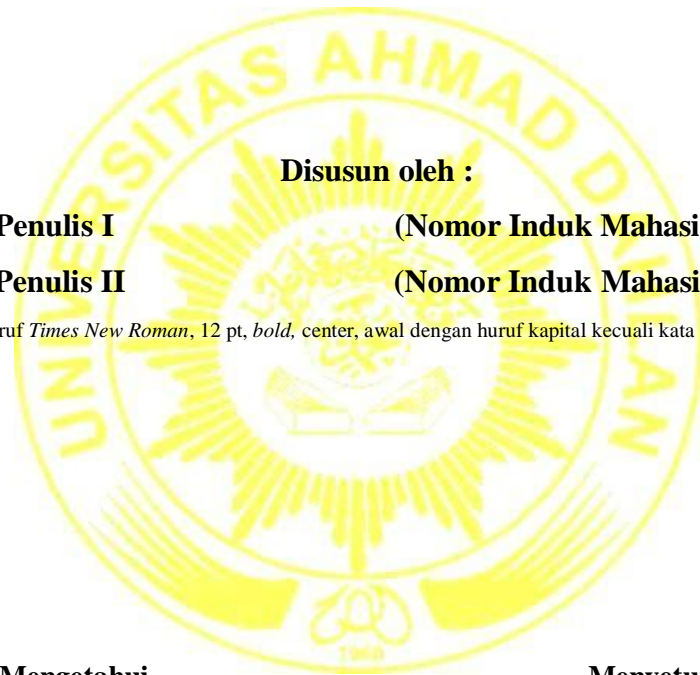 UNIVERSITAS AHMAD DAHLAN
Disusun oleh :
Penulis I (Nomor Induk Mahasi
Penulis II (Nomor Induk Mahasi
ruf Times New Roman, 12 pt, bold, center, awal dengan huruf kapital kecuali kata
1960
Mengetahui
Menyetu